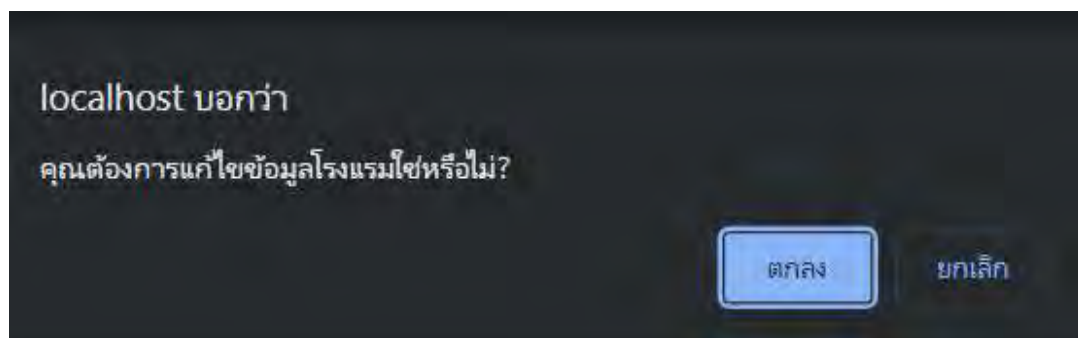 localhost บอกว่า
คุณต้องการแก้ไขข้อมูลโรงแรมใช่หรือไม่?
ตกลง ยกเลิก